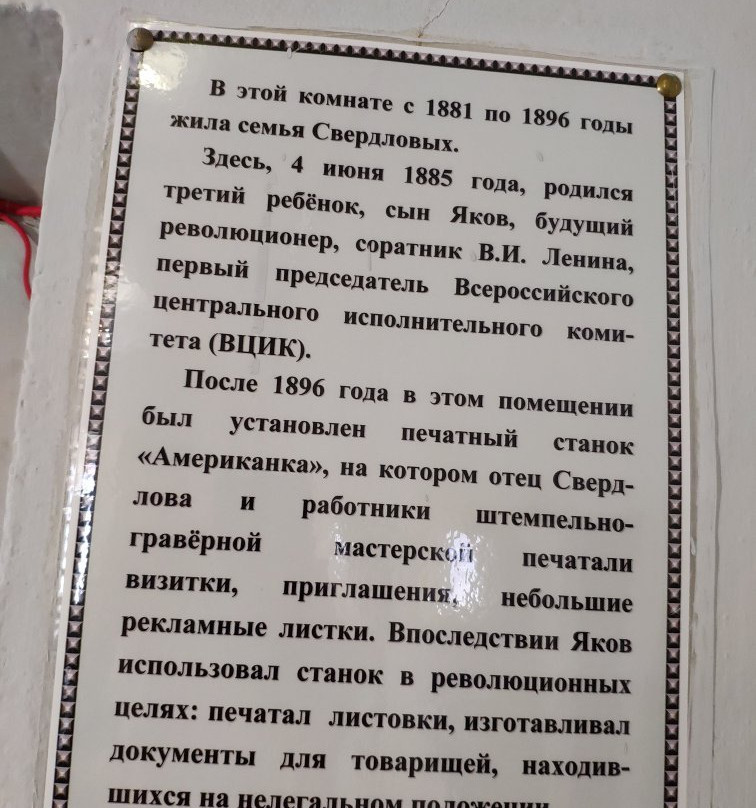 В этой комнате с 1881 по 1896 годы
жила семья Свердловых.
Здесь, 4 июня 1885 года, родился
третий ребёнок, сын Яков, будущий
революционер, соратник В.И. Ленина,
первый председатель Всероссийского
центрального исполнительного коми-
тета (ВЦИК).
После 1896 года в этом помещении
был установлен печатный станок
«Американка», на котором отец Сверд-
лова и работники штемпельно-
гравёрной мастерской печатали
визитки, приглашения, небольшие
рекламные листки. Впоследствии Яков
использовал станок в революционных
целях: печатал листовки, изготавливал
документы для товарищей, находив-
шихся на нелегальном положении